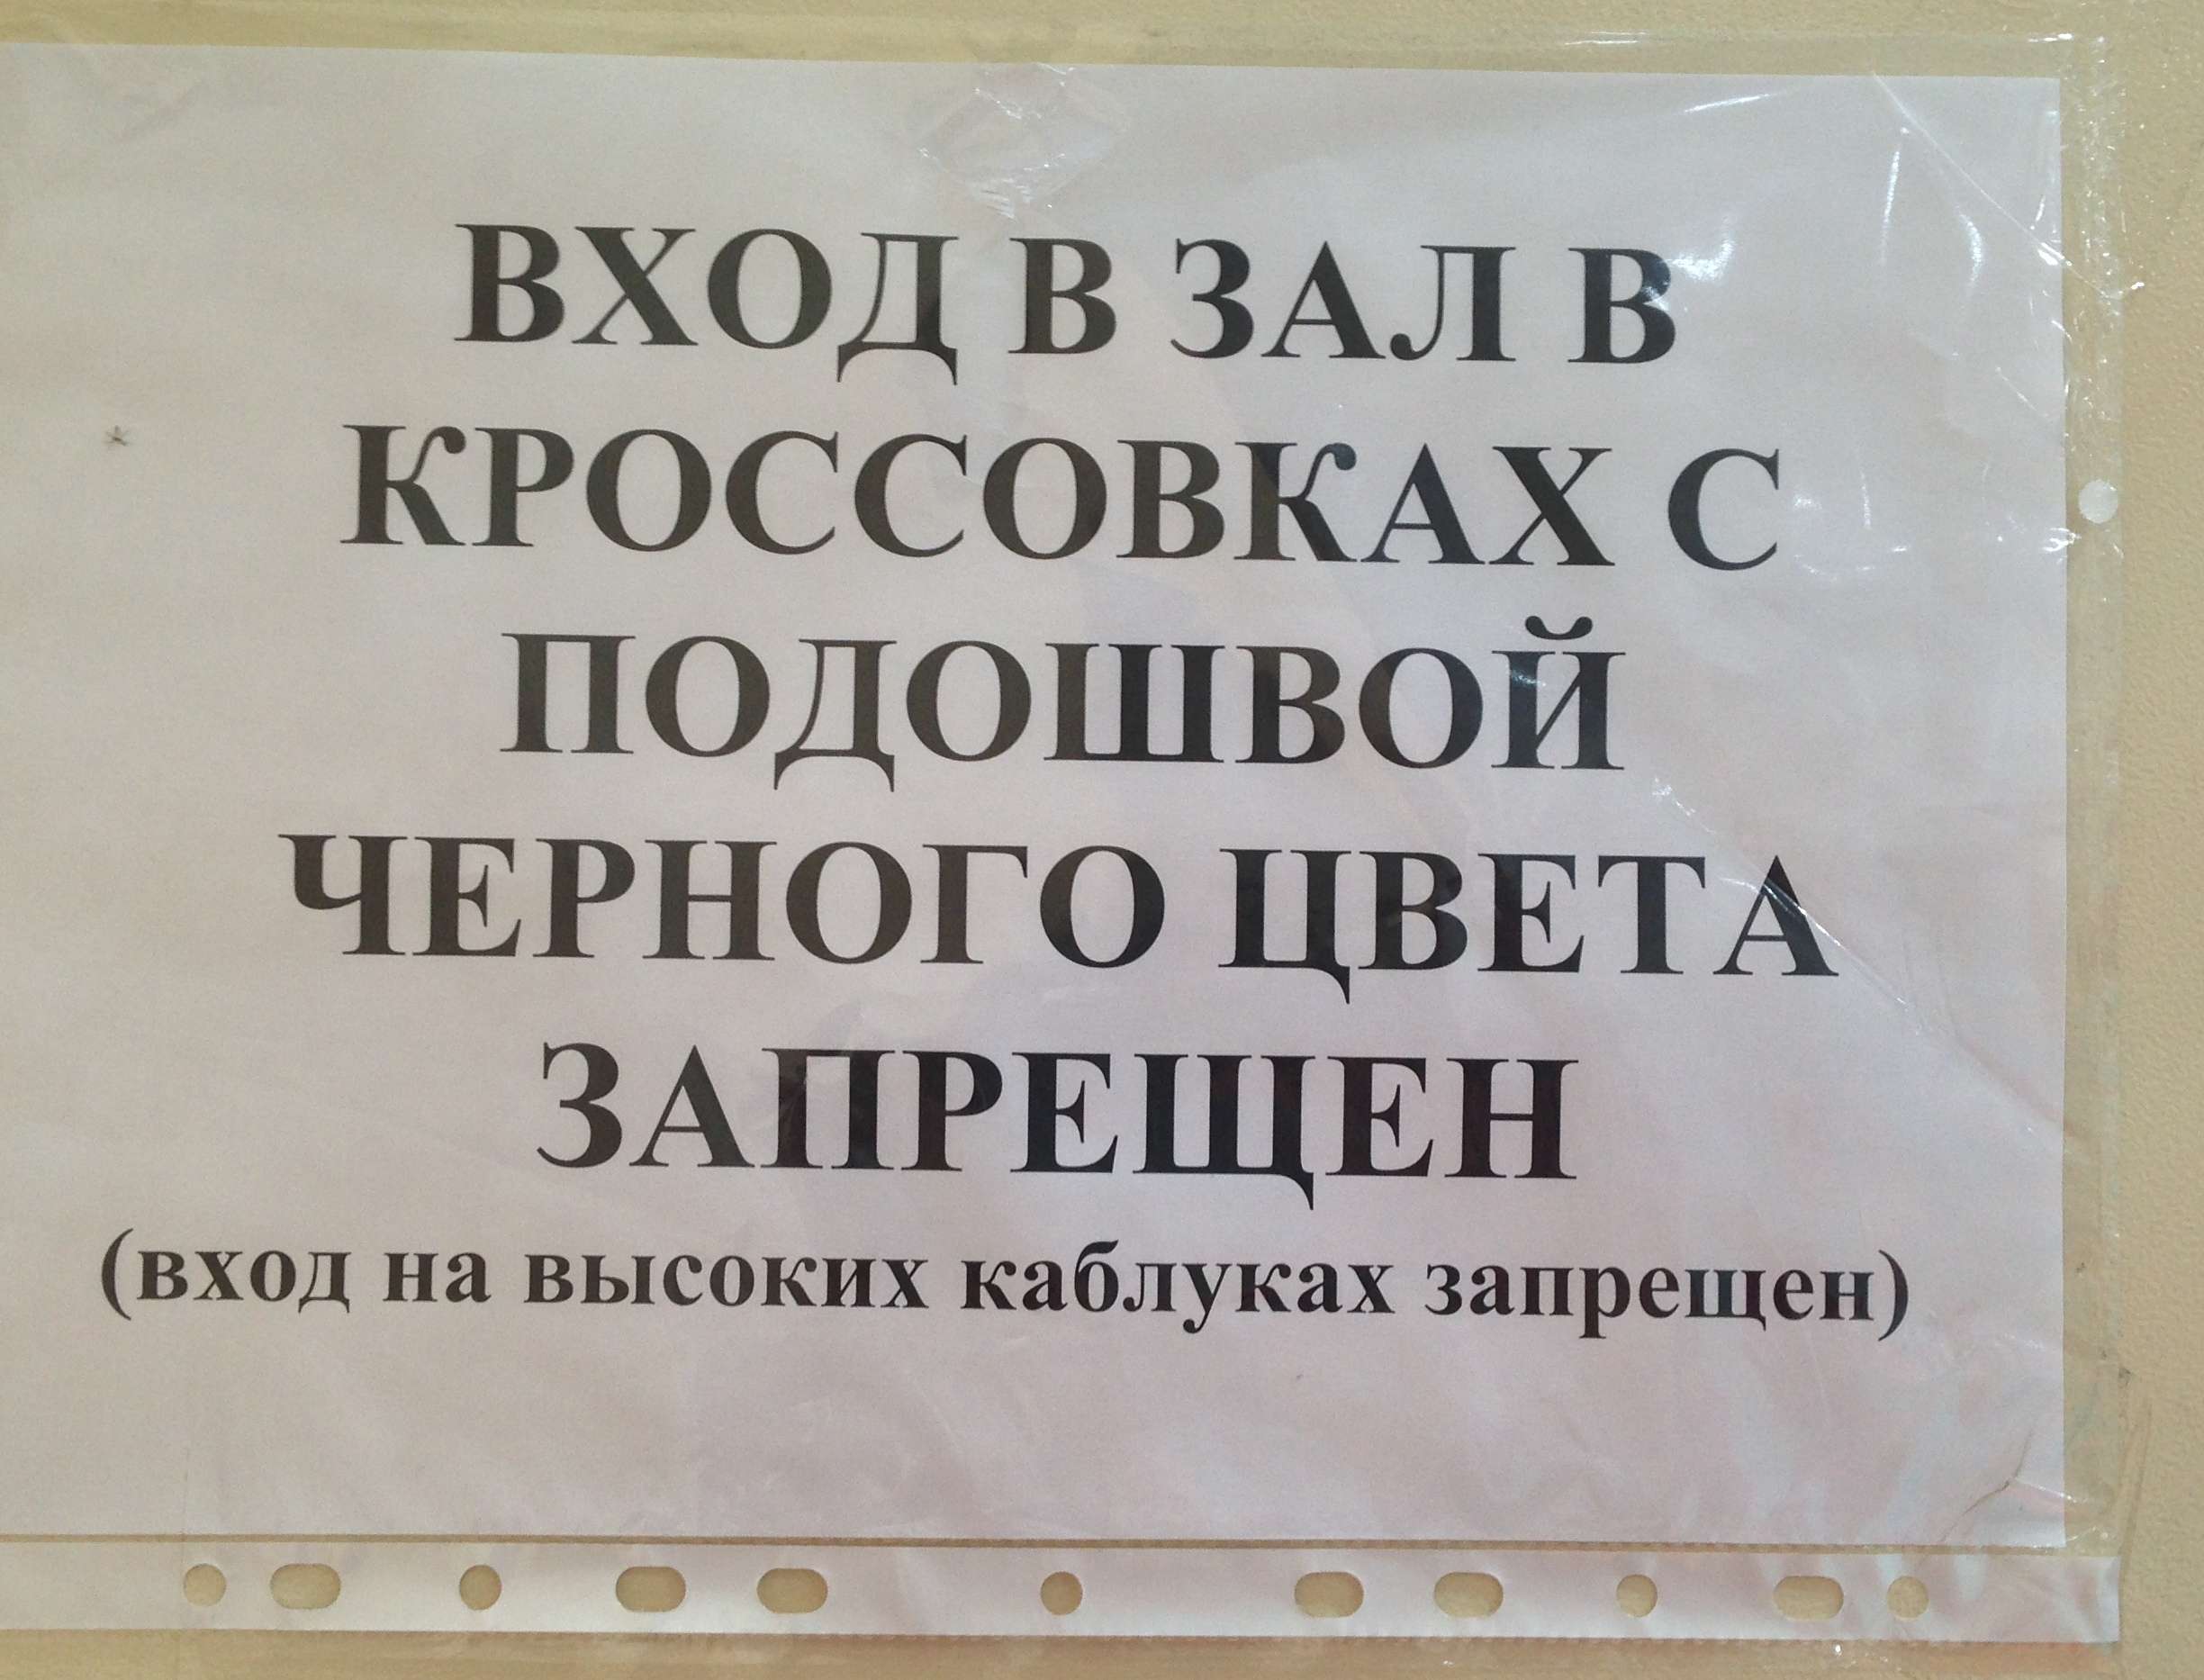 ВХОД В ЗАЛ В
КРОССОВКАХ С
ПОДОШВОЙ
ЧЕРНОГО ЦВЕТА
ЗАПРЕЩЕН
(вход на высоких каблуках запрещен)